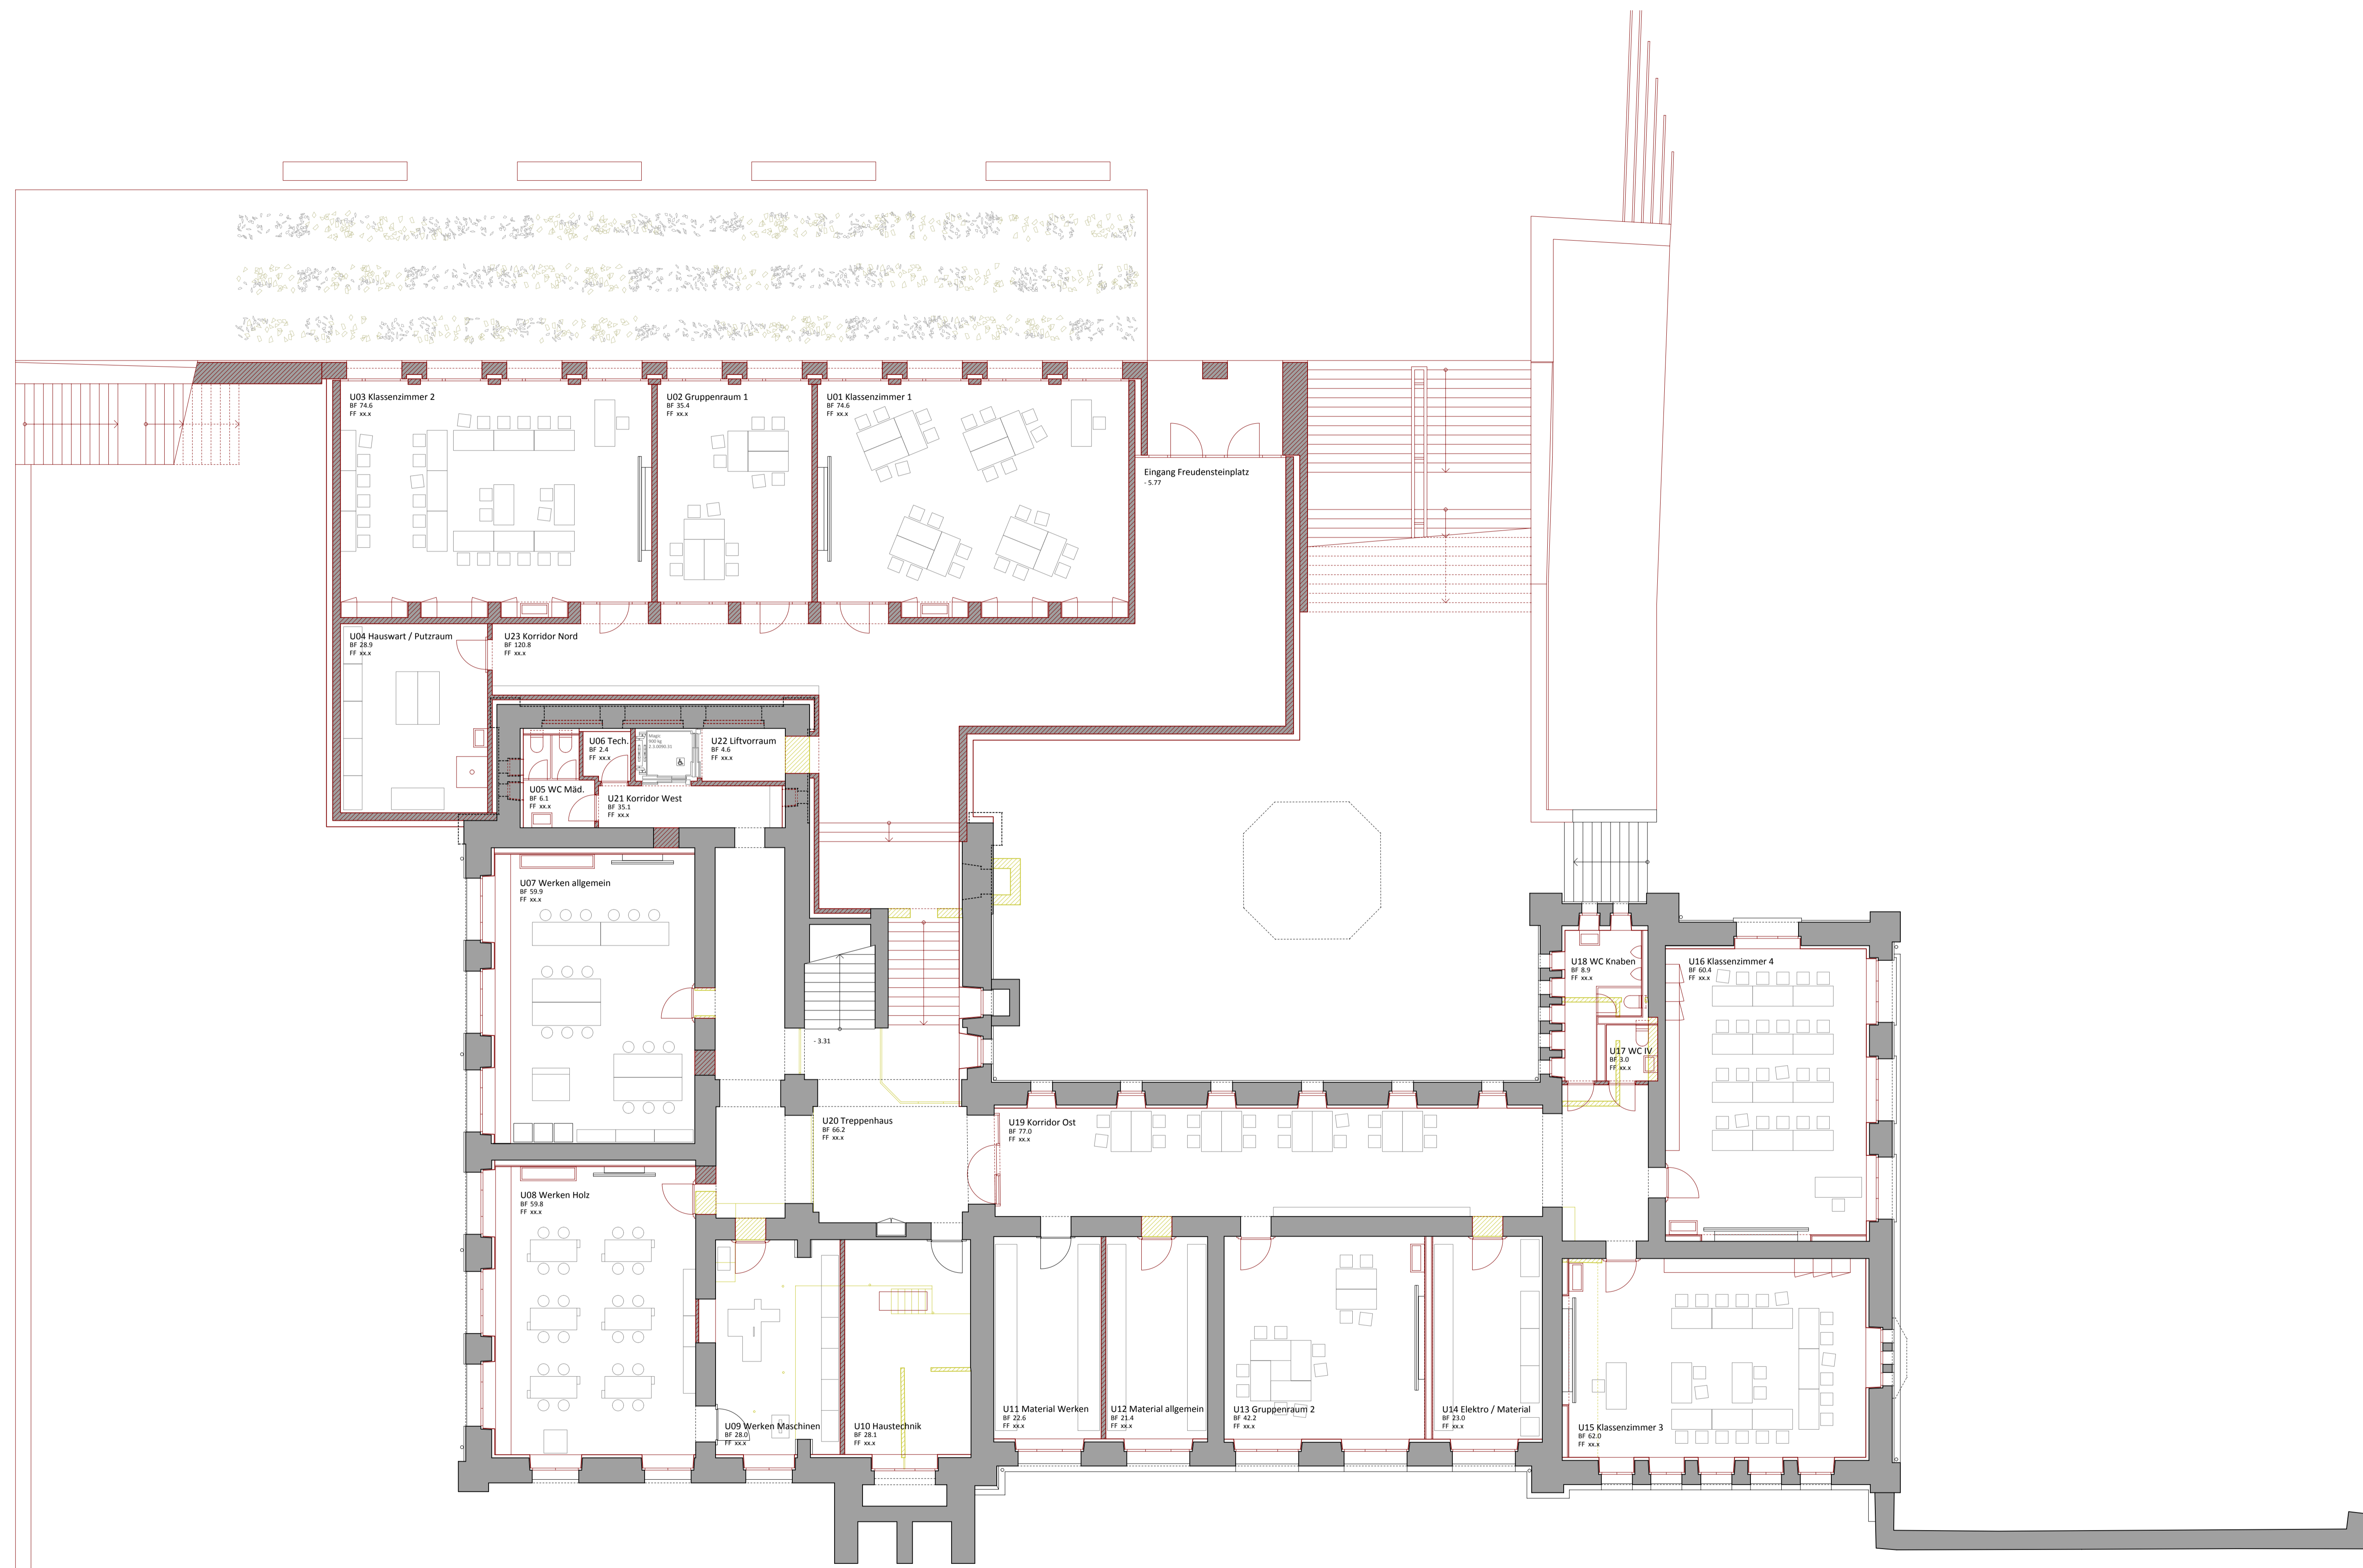 U03 Klassenzimmer 2
BF 74.6
FF xx.x
U02 Gruppenraum 1
BF 35.4
FF xx.x
U01 Klassenzimmer 1
BF 74.6
FF xx.x
Eingang Freudensteinplatz
- 5.77
U04 Hauswart / Putzraum
BF 28.9
FF xx.x
U23 Korridor Nord
BF 120.8
FF xx.x
U06 Tech.
BF 2.4
FF xx.x
U22 Liftvorraum
BF 4.6
FF xx.x
U05 WC Mäd.
BF 6.1
FF xx.x
U21 Korridor West
BF 35.1
FF xx.x
U07 Werken allgemein
BF 59.9
FF xx.x
U18 WC Knaben
BF 8.9
FF xx.x
U16 Klassenzimmer 4
BF 60.4
FF xx.x
- 3.31
U17 WC IV
BF 3.0
FF xx.x
U20 Treppenhaus
BF 66.2
FF xx.x
U19 Korridor Ost
BF 77.0
FF xx.x
U08 Werken Holz
BF 59.8
FF xx.x
U09 Werken Maschinen
BF 28.0
FF xx.x
U10 Haustechnik
BF 28.1
FF xx.x
U11 Material Werken
BF 22.6
FF xx.x
U12 Material allgemein
BF 21.4
FF xx.x
U13 Gruppenraum 2
BF 42.2
FF xx.x
U14 Elektro / Material
BF 23.0
FF xx.x
U15 Klassenzimmer 3
BF 62.0
FF xx.x